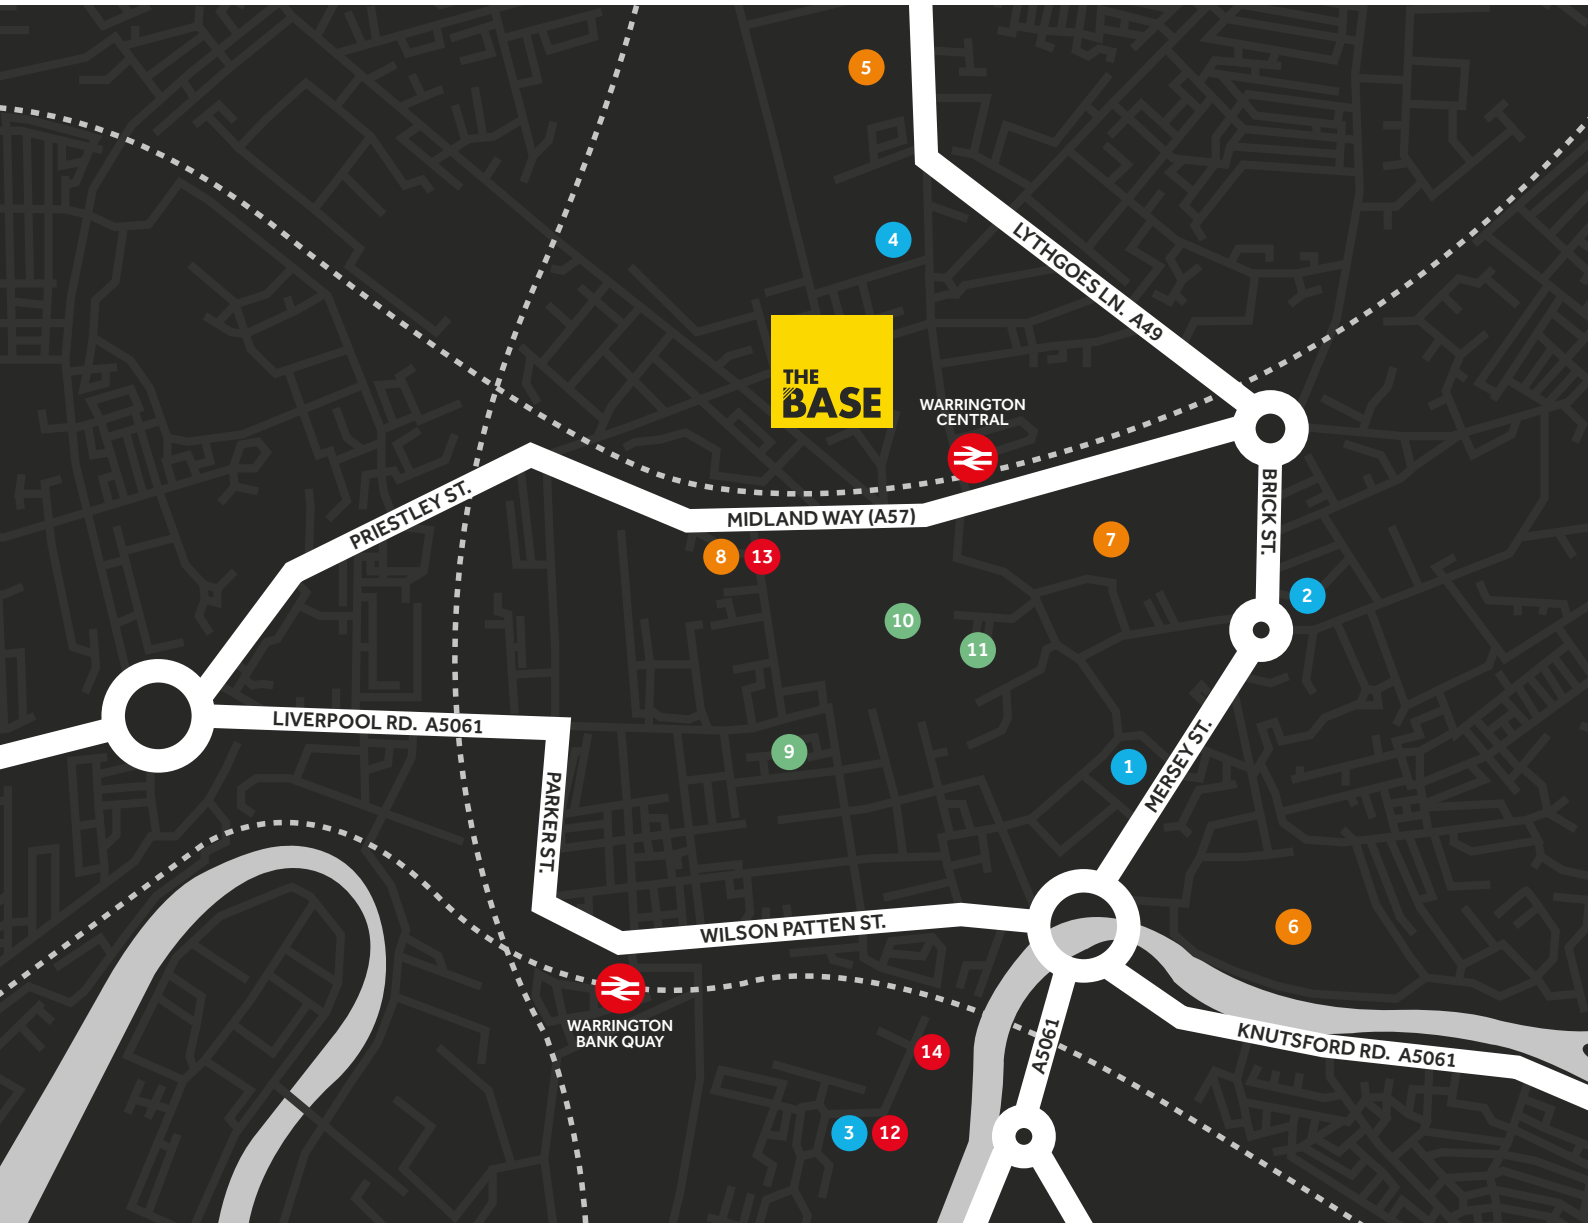 5
LYTHGOES LN. A49
4
THE
BASE
WARRINGTON
CENTRAL
PRIESTLEY ST.
MIDLAND WAY (A57)
BRICK ST.
7
8
13
2
10
11
LIVERPOOL RD. A5061
9
1
MERSEY ST.
PARKER ST.
WILSON PATTEN ST.
6
WARRINGTON
BANK QUAY
14
A5061
KNUTSFORD RD. A5061
3
12